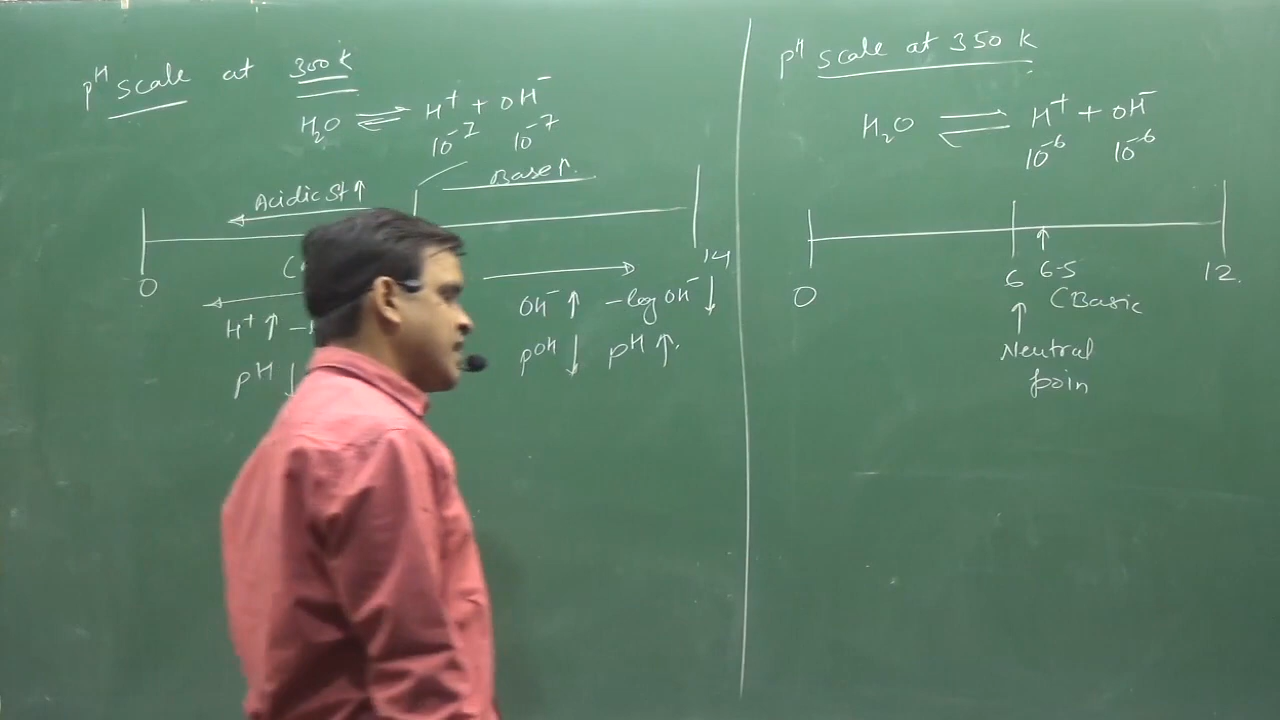 pH scale at 300 K
H2O ⇌ H+ + OH-
10-7 10-7
Acidic St ↑
Base ↑.
0 14
H+ ↑
OH- ↑ -log OH- ↓
pH ↓
pOH ↓ pH ↑.
pH scale at 350 K
H2O ⇌ H+ + OH-
10-6 10-6
0 6 6.5 12.
(Basic
Neutral
poin